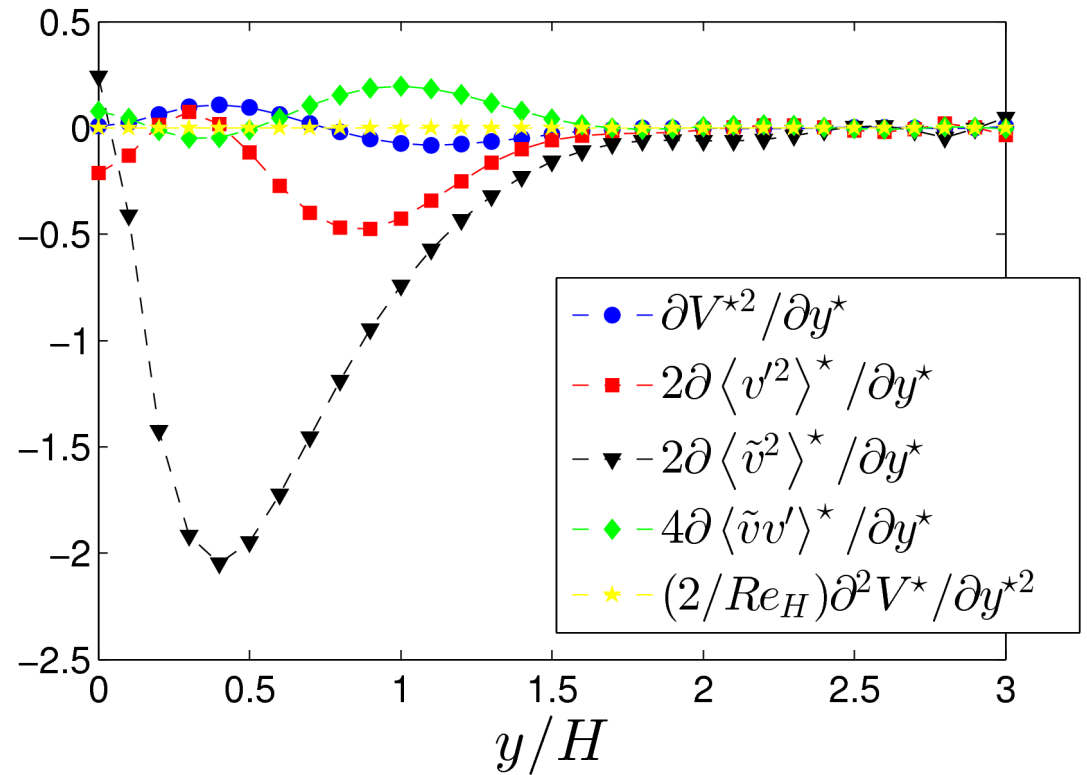 0.5
0
−0.5
−1
−1.5
−2
−2.5
0 0.5 1 1.5 2 2.5 3
y/H
∂V⋆2/∂y⋆
2∂⟨v′2⟩⋆/∂y⋆
2∂⟨ṽ2⟩⋆/∂y⋆
4∂⟨ṽv′⟩⋆/∂y⋆
(2/Re_H)∂2V⋆/∂y⋆2